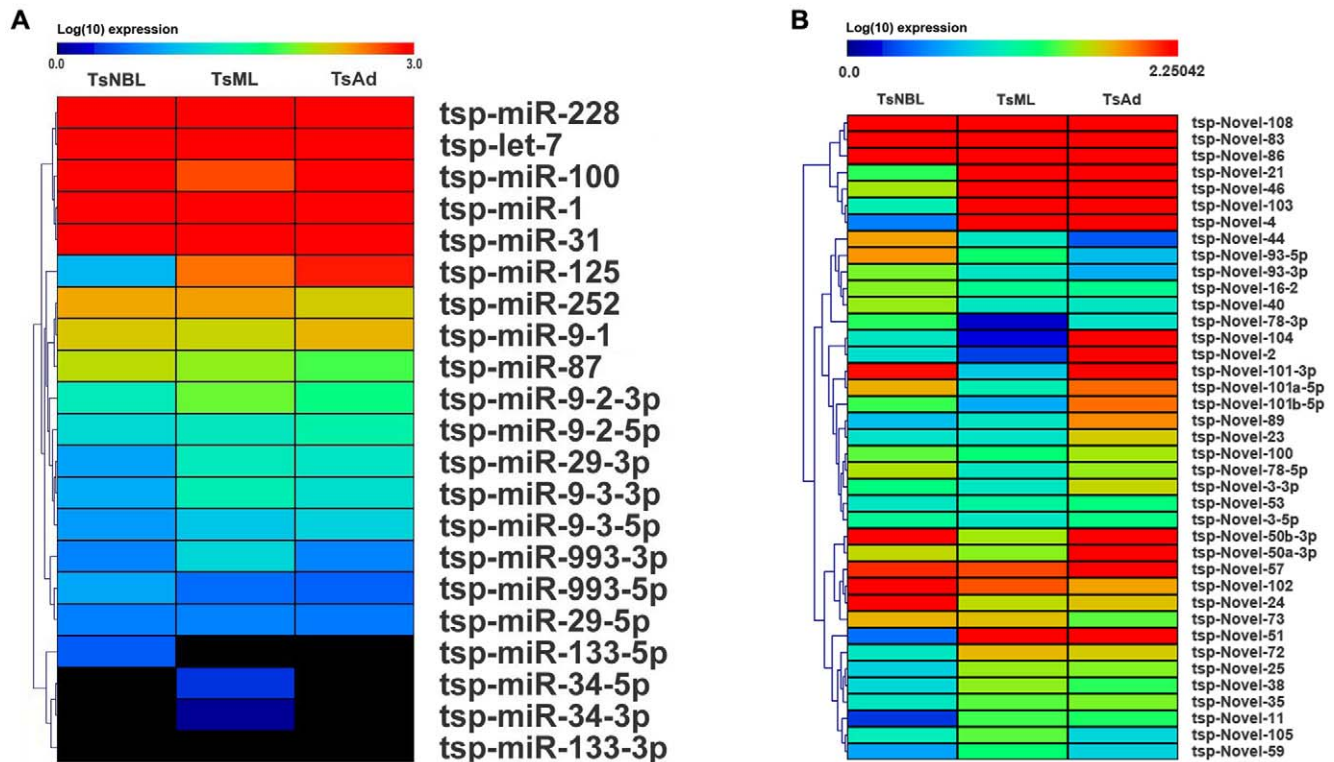 A
Log(10) expression
0.0 3.0
TsNBL TsML TsAd
tsp-miR-228
tsp-let-7
tsp-miR-100
tsp-miR-1
tsp-miR-31
tsp-miR-125
tsp-miR-252
tsp-miR-9-1
tsp-miR-87
tsp-miR-9-2-3p
tsp-miR-9-2-5p
tsp-miR-29-3p
tsp-miR-9-3-3p
tsp-miR-9-3-5p
tsp-miR-993-3p
tsp-miR-993-5p
tsp-miR-29-5p
tsp-miR-133-5p
tsp-miR-34-5p
tsp-miR-34-3p
tsp-miR-133-3p
B
Log(10) expression
0.0 2.25042
TsNBL TsML TsAd
tsp-Novel-108
tsp-Novel-83
tsp-Novel-86
tsp-Novel-21
tsp-Novel-46
tsp-Novel-103
tsp-Novel-4
tsp-Novel-44
tsp-Novel-93-5p
tsp-Novel-93-3p
tsp-Novel-16-2
tsp-Novel-40
tsp-Novel-78-3p
tsp-Novel-104
tsp-Novel-2
tsp-Novel-101-3p
tsp-Novel-101a-5p
tsp-Novel-101b-5p
tsp-Novel-89
tsp-Novel-23
tsp-Novel-100
tsp-Novel-78-5p
tsp-Novel-3-3p
tsp-Novel-53
tsp-Novel-3-5p
tsp-Novel-50b-3p
tsp-Novel-50a-3p
tsp-Novel-57
tsp-Novel-102
tsp-Novel-24
tsp-Novel-73
tsp-Novel-51
tsp-Novel-72
tsp-Novel-25
tsp-Novel-38
tsp-Novel-35
tsp-Novel-11
tsp-Novel-105
tsp-Novel-59